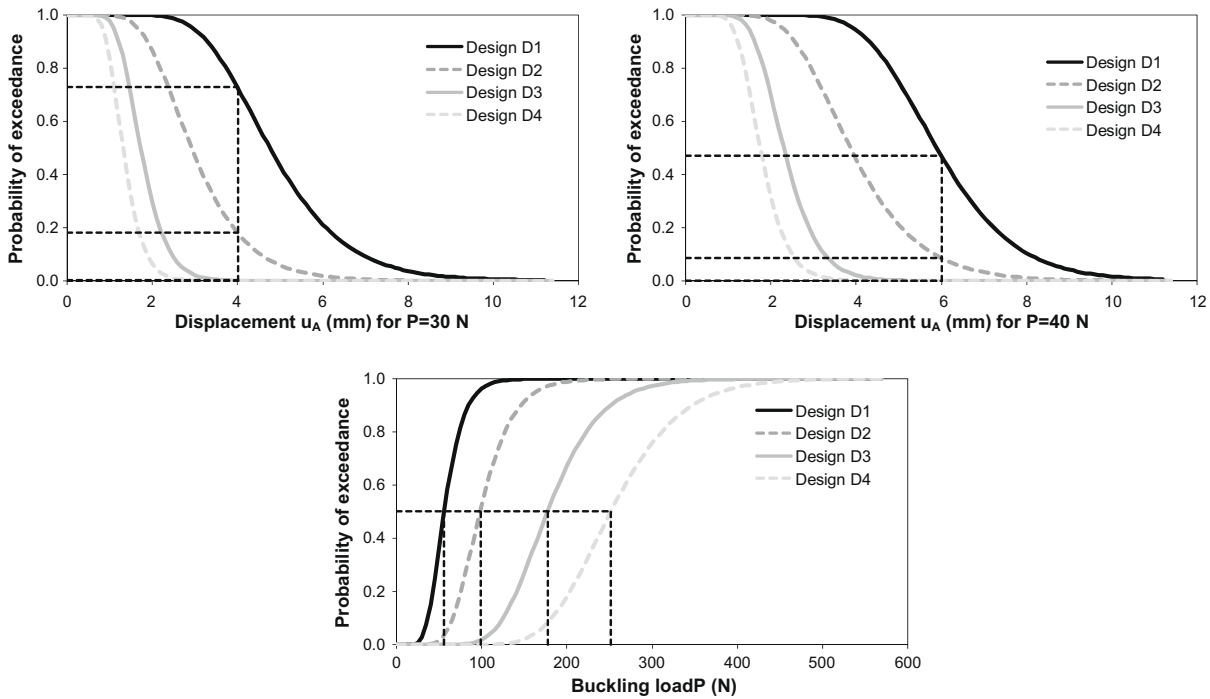 Probability of exceedance
1.0
0.8
0.6
0.4
0.2
0.0
0
2
4
6
8
10
12
Displacement uA (mm) for P=30 N
Design D1
Design D2
Design D3
Design D4
Probability of exceedance
1.0
0.8
0.6
0.4
0.2
0.0
0
2
4
6
8
10
12
Displacement uA (mm) for P=40 N
Design D1
Design D2
Design D3
Design D4
Probability of exceedance
1.0
0.8
0.6
0.4
0.2
0.0
0
100
200
300
400
500
600
Buckling loadP (N)
Design D1
Design D2
Design D3
Design D4